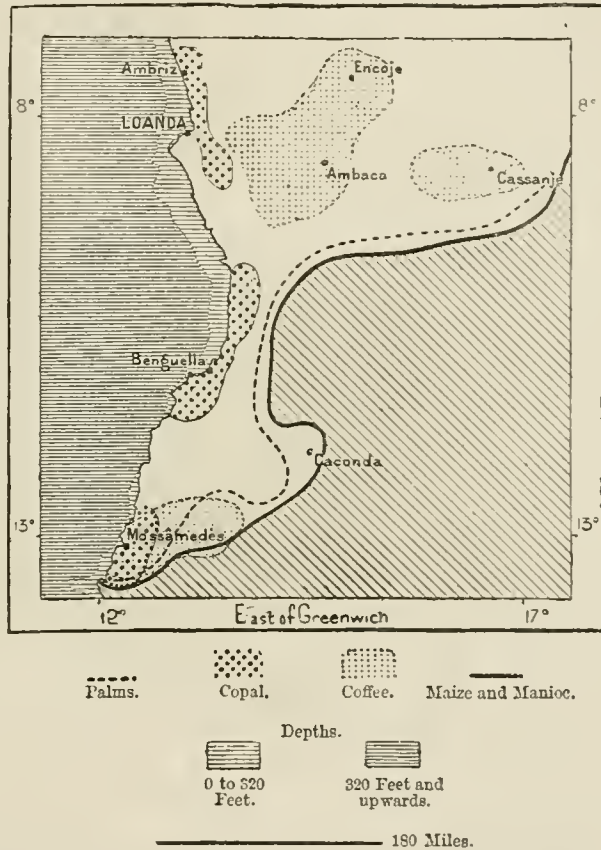 Ambriz
Encoje
8°
8°
LOANDA
Ambaca
Cassanje
Benguella
Caconda
13°
13°
Mossamedes
12°
East of Greenwich
17°
Palms.
Copal.
Coffee.
Maize and Manioc.
Depths.
0 to 320
Feet.
320 Feet and
upwards.
180 Miles.